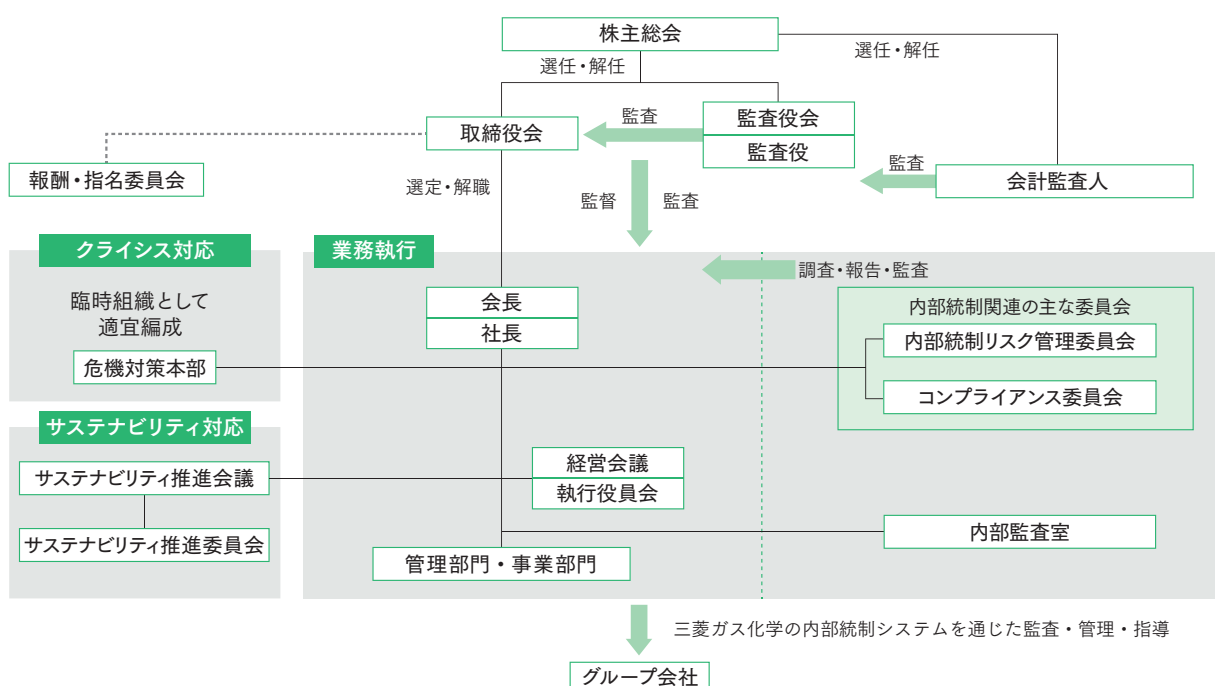 株主総会
選任・解任
選任・解任
監査
監査役会
監査役
取締役会
監査
会計監査人
報酬・指名委員会
選定・解職
監督
監査
クライシス対応
臨時組織として
適宜編成
危機対策本部
業務執行
調査・報告・監査
会長
社長
内部統制関連の主な委員会
内部統制リスク管理委員会
コンプライアンス委員会
サステナビリティ対応
サステナビリティ推進会議
サステナビリティ推進委員会
経営会議
執行役員会
内部監査室
管理部門・事業部門
三菱ガス化学の内部統制システムを通じた監査・管理・指導
グループ会社